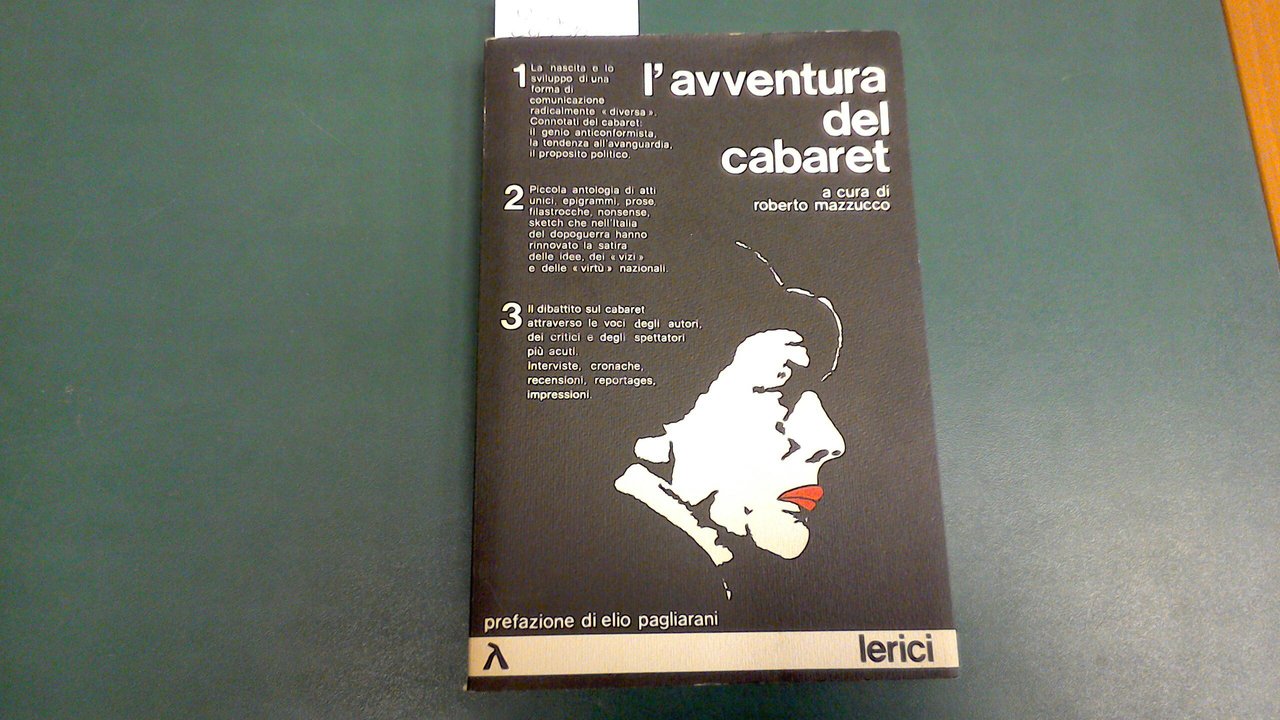 l'avventura
del
cabaret
a cura di
roberto mazzucco
1 La nascita e lo
sviluppo di una
forma di
comunicazione
radicalmente «diversa».
Connotati del cabaret:
il genio anticonformista,
la tendenza all'avanguardia,
il proposito politico.
2 Piccola antologia di atti
unici, epigrammi, prose,
filastrocche, nonsense,
sketch che nell'Italia
del dopoguerra hanno
rinnovato la satira
delle idee, dei «vizi»
e delle «virtù» nazionali.
3 Il dibattito sul cabaret
attraverso le voci degli autori,
dei critici e degli spettatori
più acuti.
Interviste, cronache,
recensioni, reportages,
impressioni.
prefazione di elio pagliarani
λ lerici